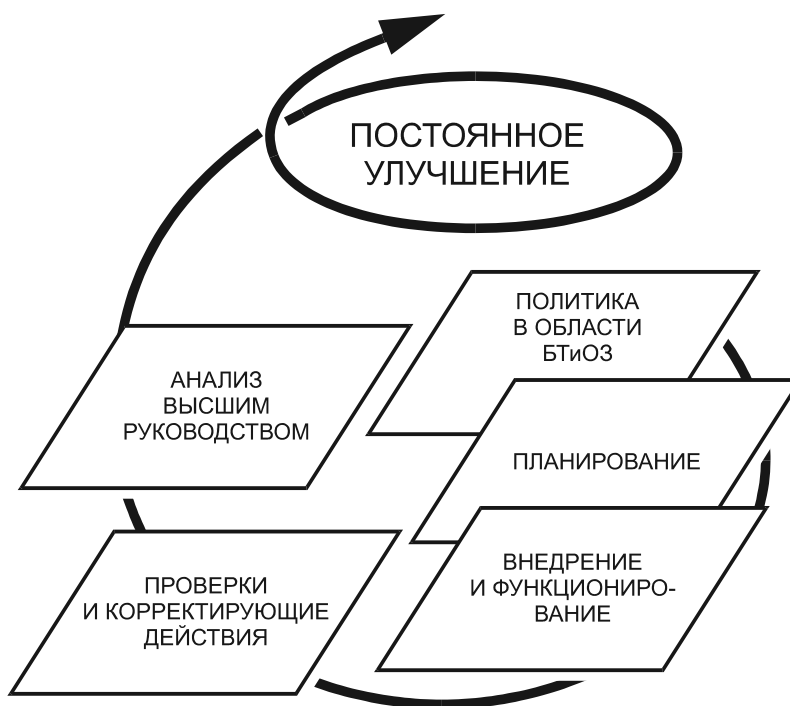 ПОСТОЯННОЕ
УЛУЧШЕНИЕ
ПОЛИТИКА
В ОБЛАСТИ
БТиОЗ
АНАЛИЗ
ВЫСШИМ
РУКОВОДСТВОМ
ПЛАНИРОВАНИЕ
ВНЕДРЕНИЕ
И ФУНКЦИОНИРО-
ВАНИЕ
ПРОВЕРКИ
И КОРРЕКТИРУЮЩИЕ
ДЕЙСТВИЯ